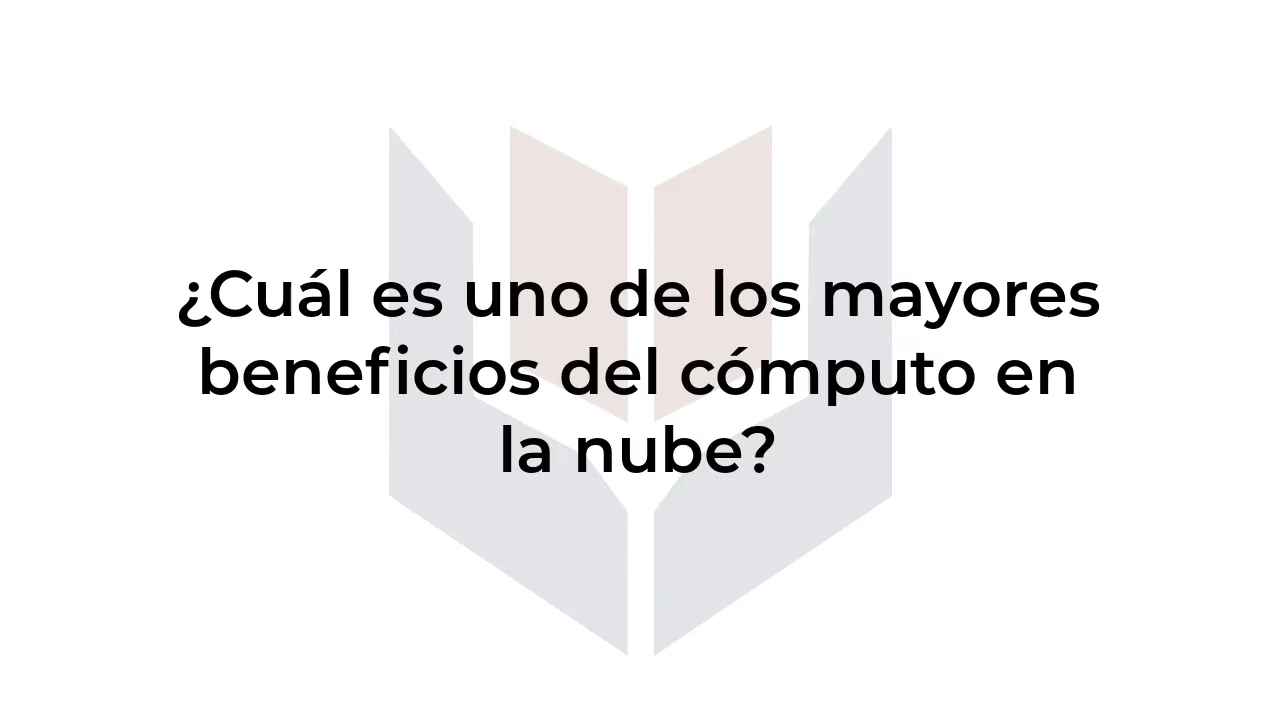 ¿Cuál es uno de los mayores
beneficios del cómputo en
la nube?